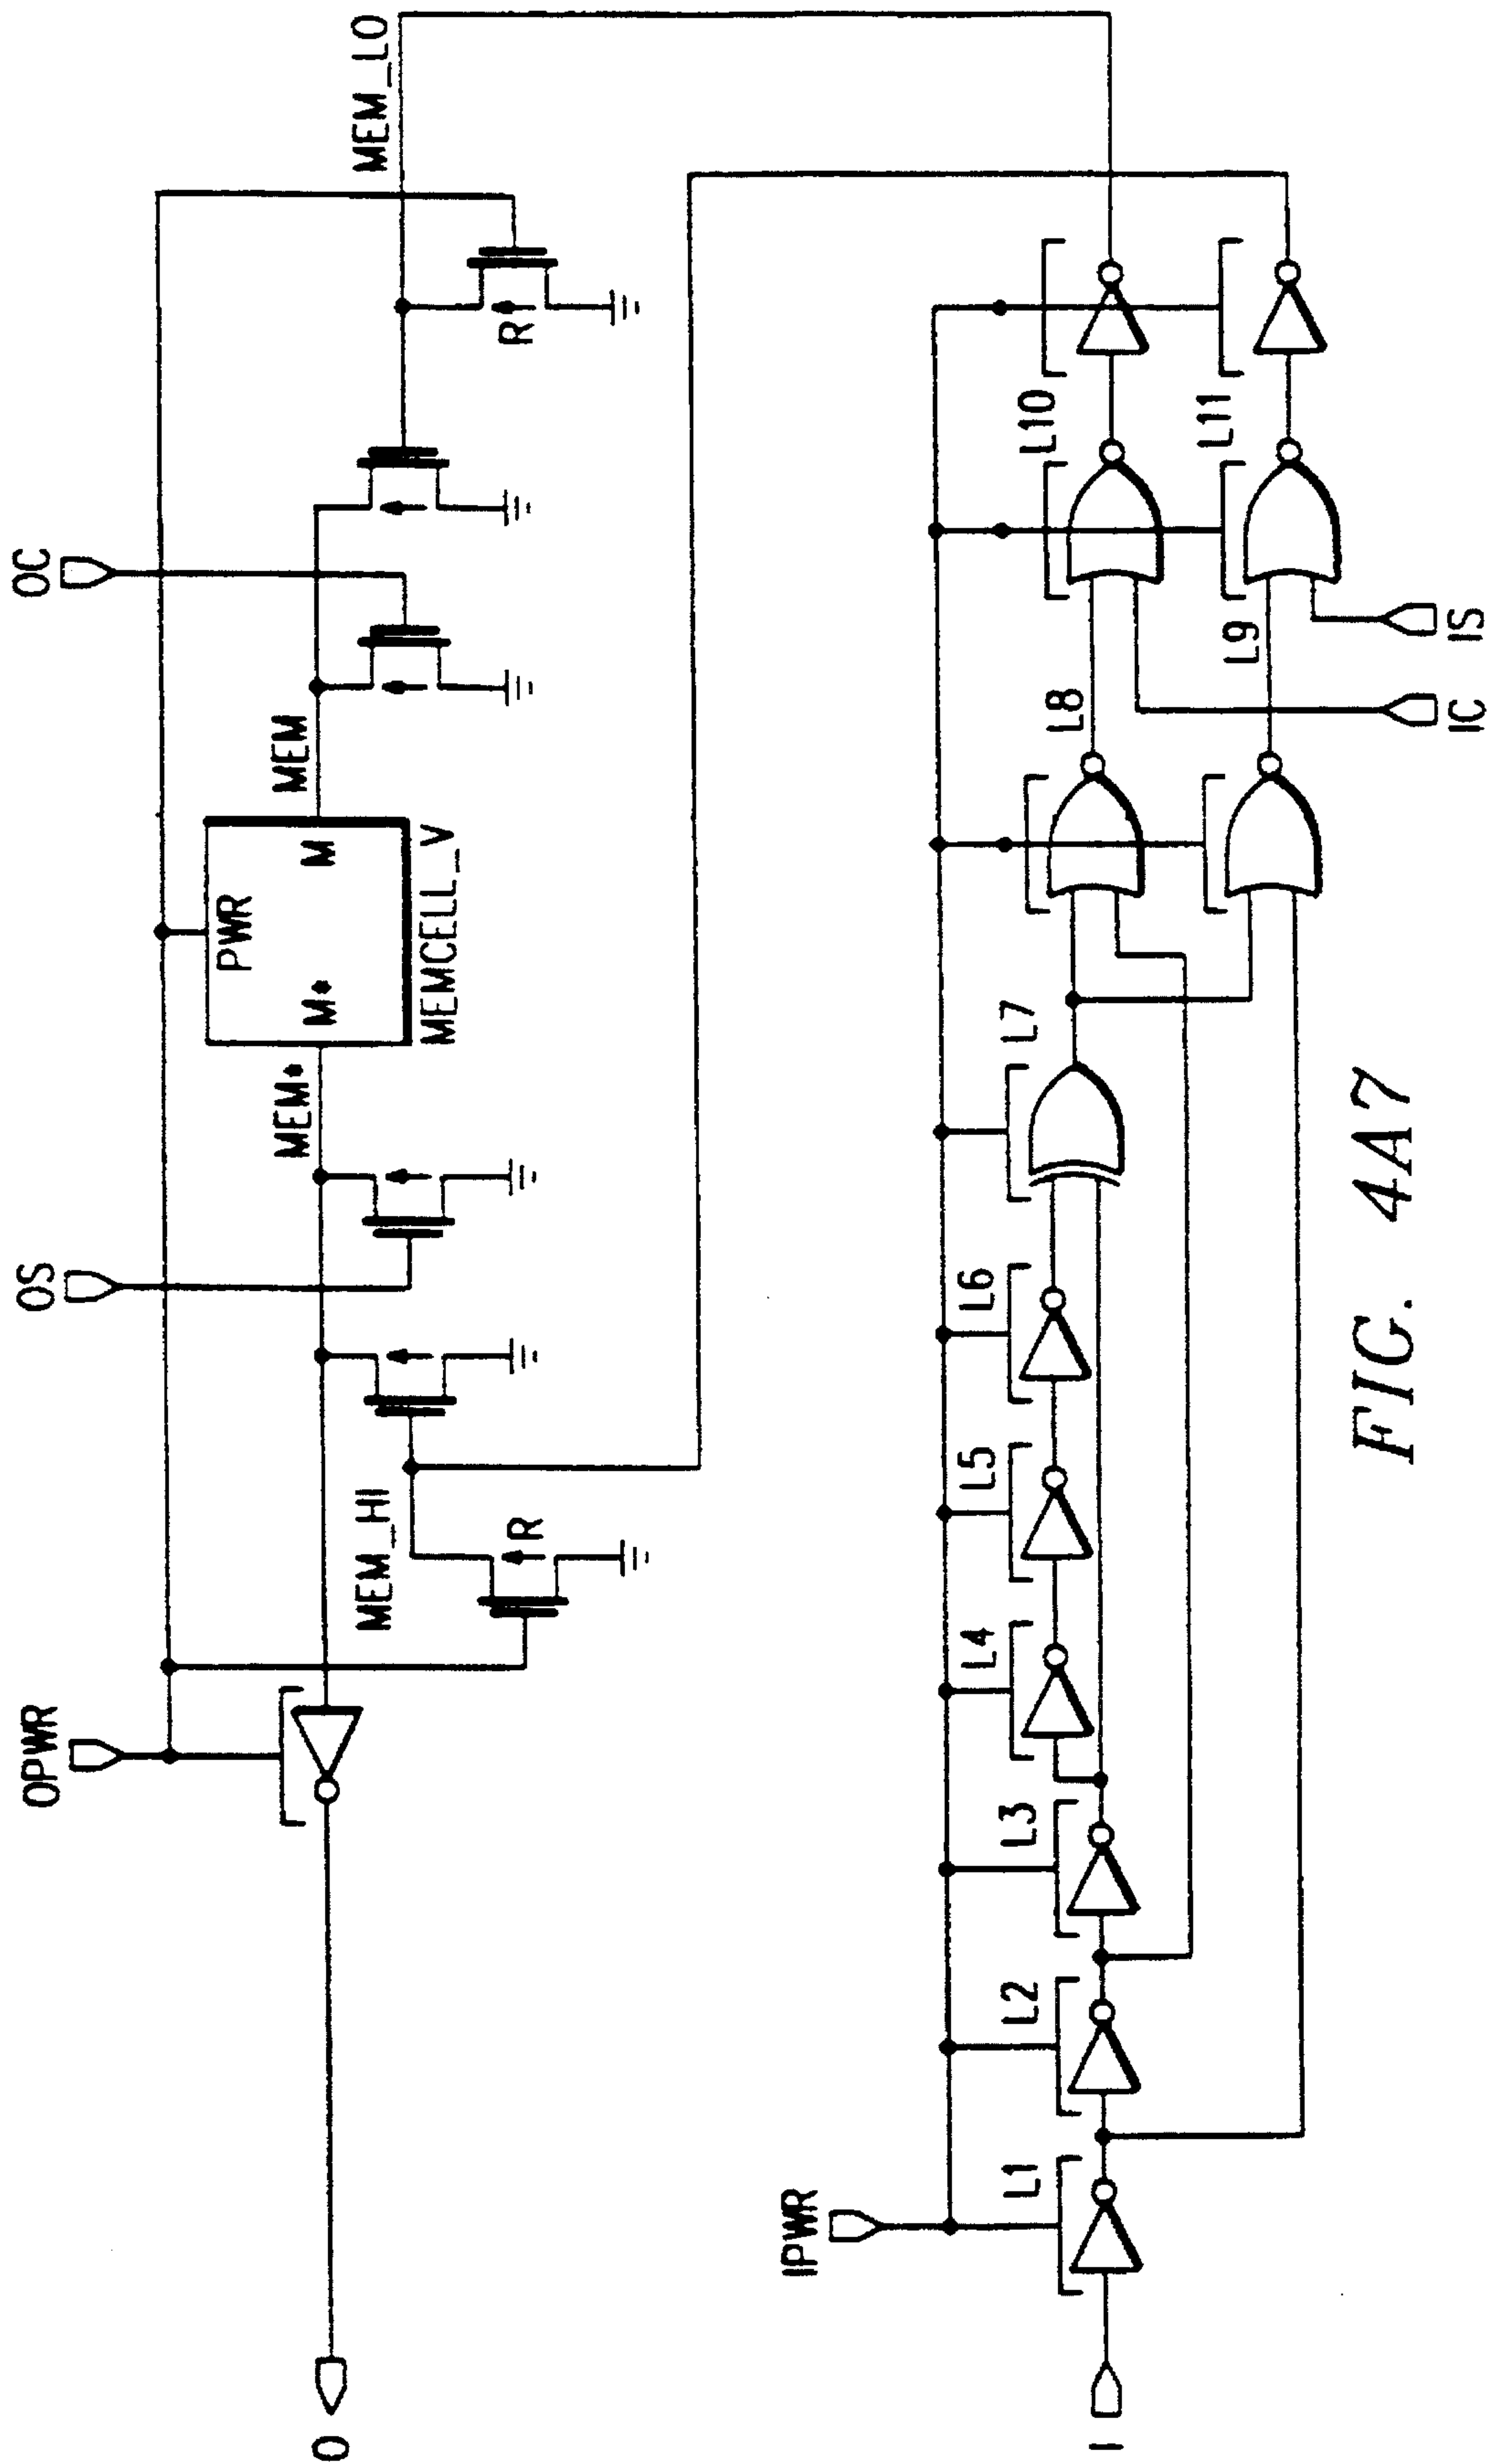 OPWR
OS
OC
MEM_HI
R
MEM*
M*
PWR
M
MEMCELL_V
MEM
R
MEM_LO
O
IPWR
L1
L2
L3
L4
L5
L6
L7
L8
L9
L10
L11
I
IC
IS
FIG. 4A7